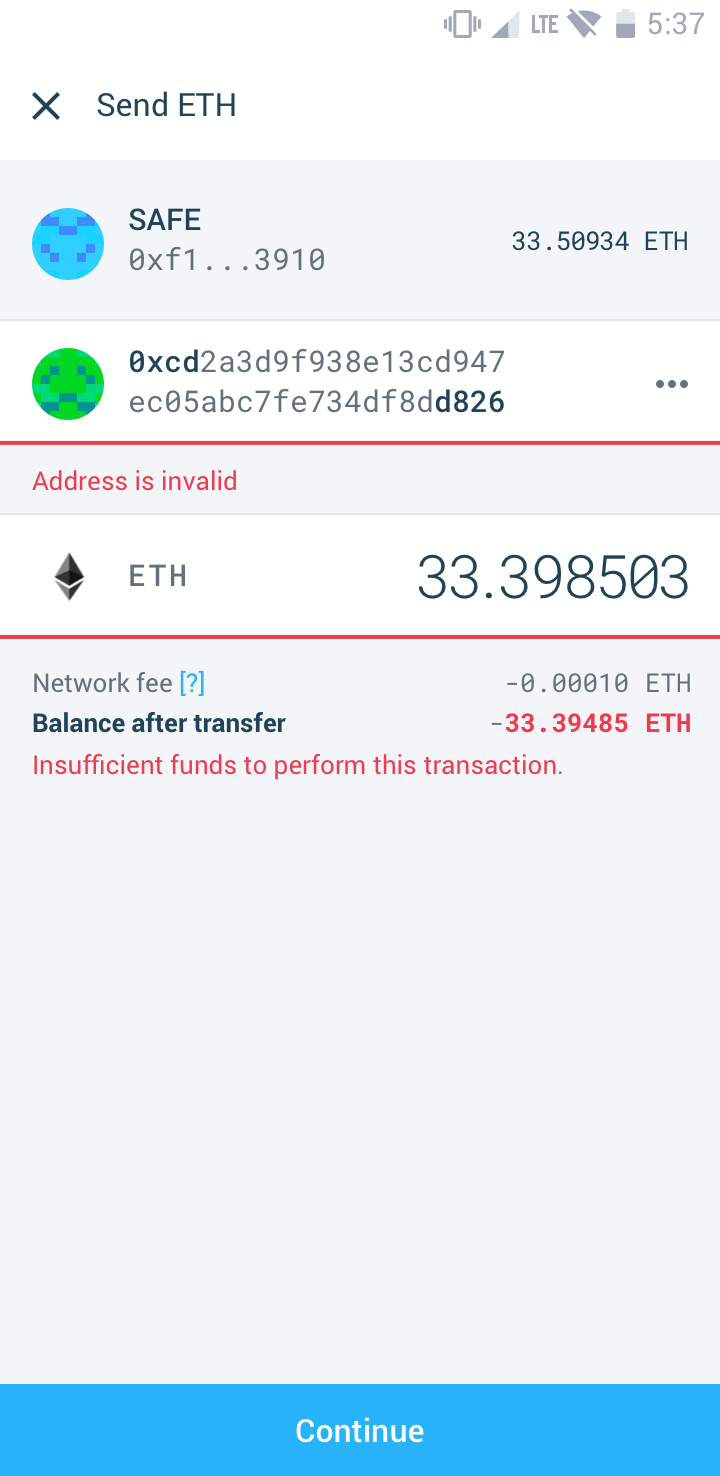 LTE 5:37
Send ETH
SAFE
0xf1...3910
33.50934 ETH
0xcd2a3d9f938e13cd947
ec05abc7fe734df8dd826
Address is invalid
ETH 33.398503
Network fee [?] -0.00010 ETH
Balance after transfer -33.39485 ETH
Insufficient funds to perform this transaction.
Continue